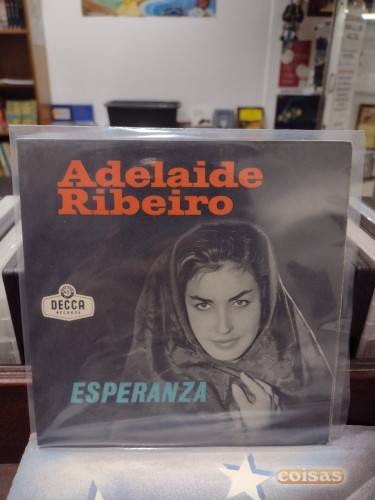 Adelaide
Ribeiro
DECCA
RECORDS
ESPERANZA
coisas